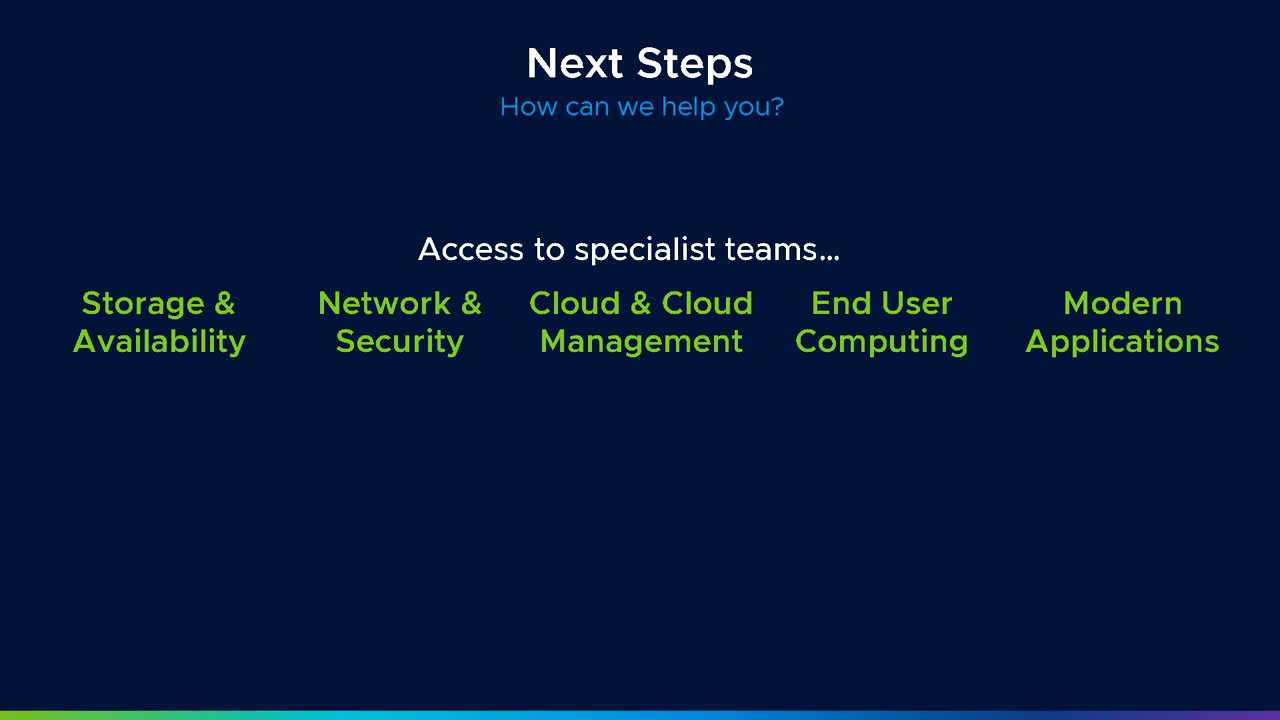 Next Steps
How can we help you?
Access to specialist teams...
Storage &
Availability
Network &
Security
Cloud & Cloud
Management
End User
Computing
Modern
Applications